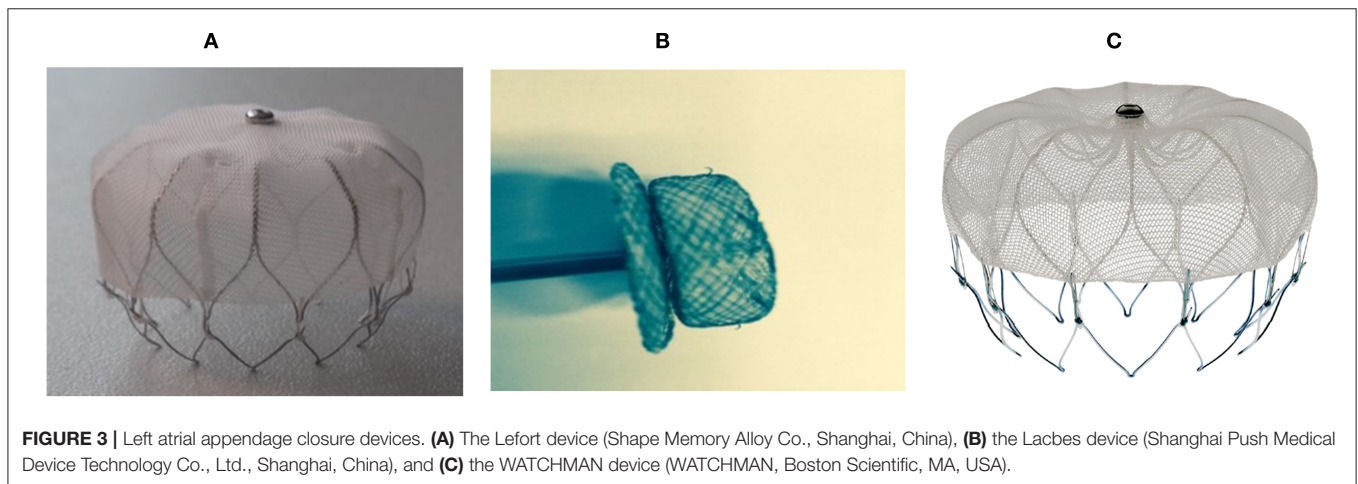 A
B
C
FIGURE 3 | Left atrial appendage closure devices. (A) The Lefort device (Shape Memory Alloy Co., Shanghai, China), (B) the Lacbes device (Shanghai Push Medical
Device Technology Co., Ltd., Shanghai, China), and (C) the WATCHMAN device (WATCHMAN, Boston Scientific, MA, USA).